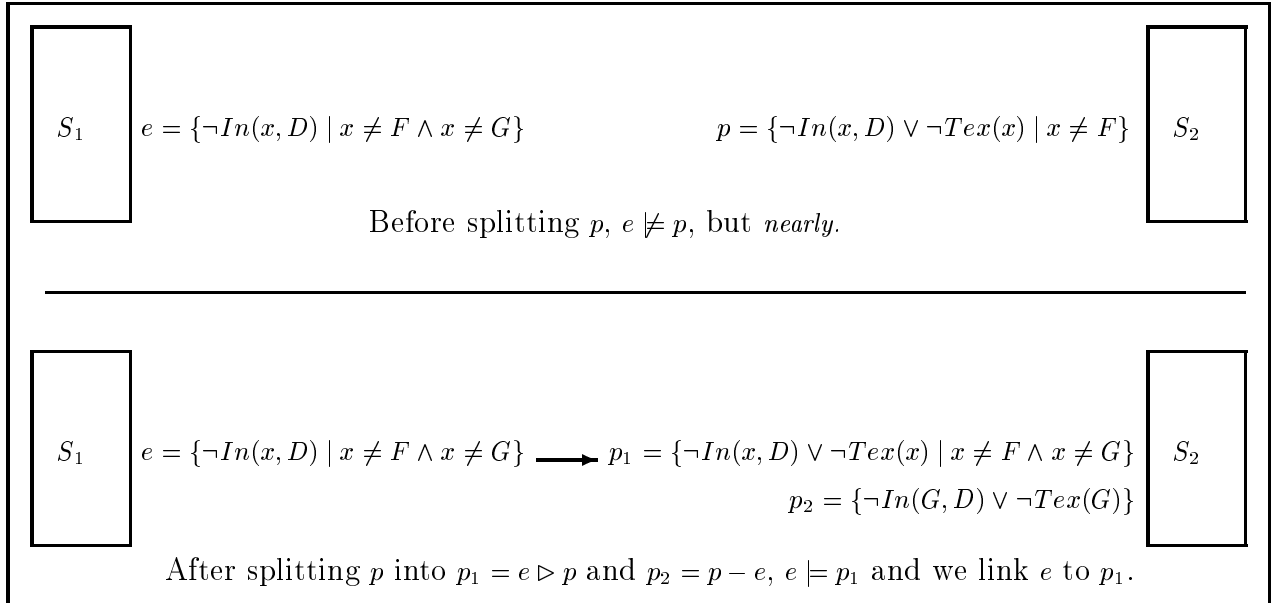 S₁ e = {¬In(x, D) | x ≠ F ∧ x ≠ G} p = {¬In(x, D) ∨ ¬Tex(x) | x ≠ F} S₂
Before splitting p, e ⊭ p, but nearly.
S₁ e = {¬In(x, D) | x ≠ F ∧ x ≠ G} p₁ = {¬In(x, D) ∨ ¬Tex(x) | x ≠ F ∧ x ≠ G} S₂
p₂ = {¬In(G, D) ∨ ¬Tex(G)}
After splitting p into p₁ = e ▷ p and p₂ = p − e, e ⊨ p₁ and we link e to p₁.